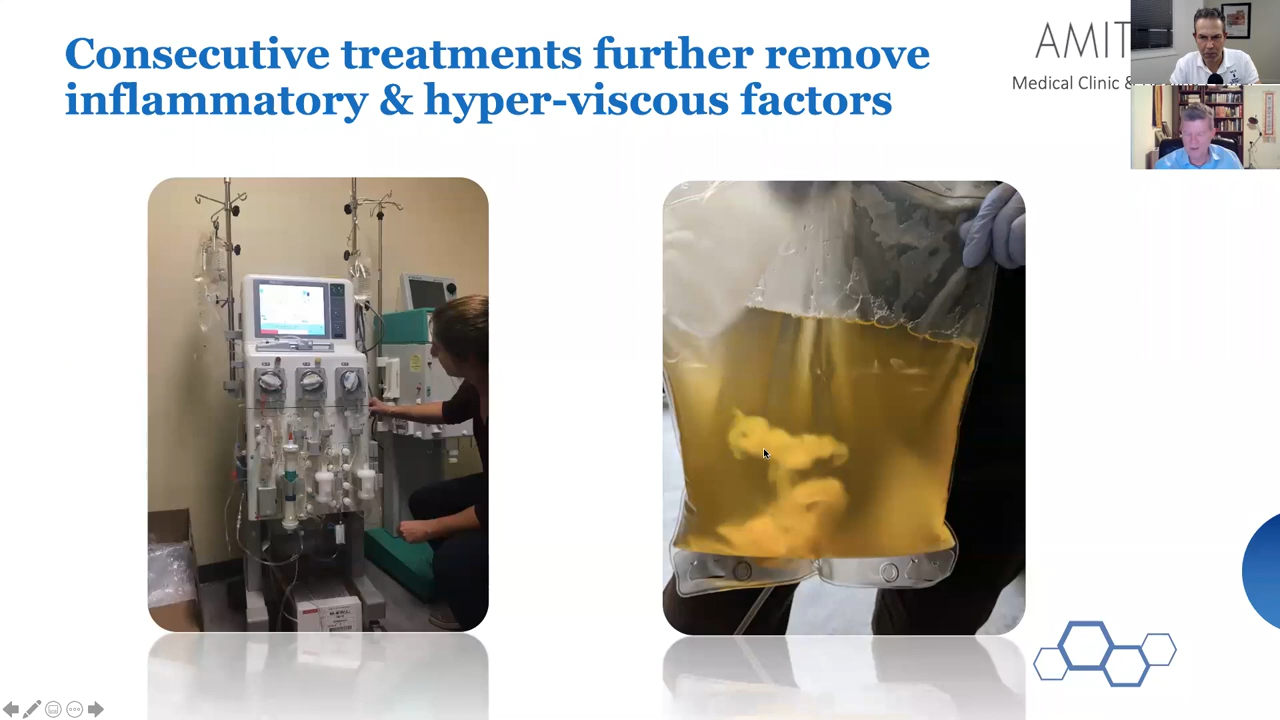 Consecutive treatments further remove
inflammatory & hyper-viscous factors
AMIT
Medical Clinic &